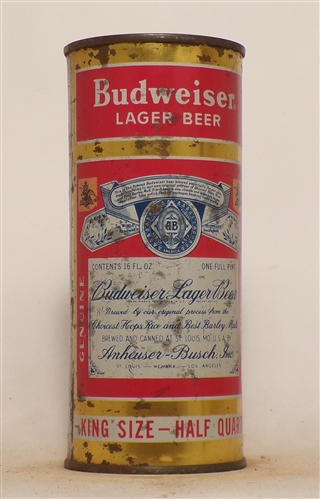 Budweiser
LAGER BEER
AB
CONTENTS 16 FL. OZ. ONE FULL PINT
Budweiser Lager Beer
Brewed by our original process from the
Choicest Hops Rice and Best Barley Malt
BREWED AND CANNED AT ST. LOUIS, MO. U.S.A. BY
Anheuser-Busch, Inc.
ST. LOUIS NEWARK LOS ANGELES
GENUINE
-KING SIZE-HALF QUAR